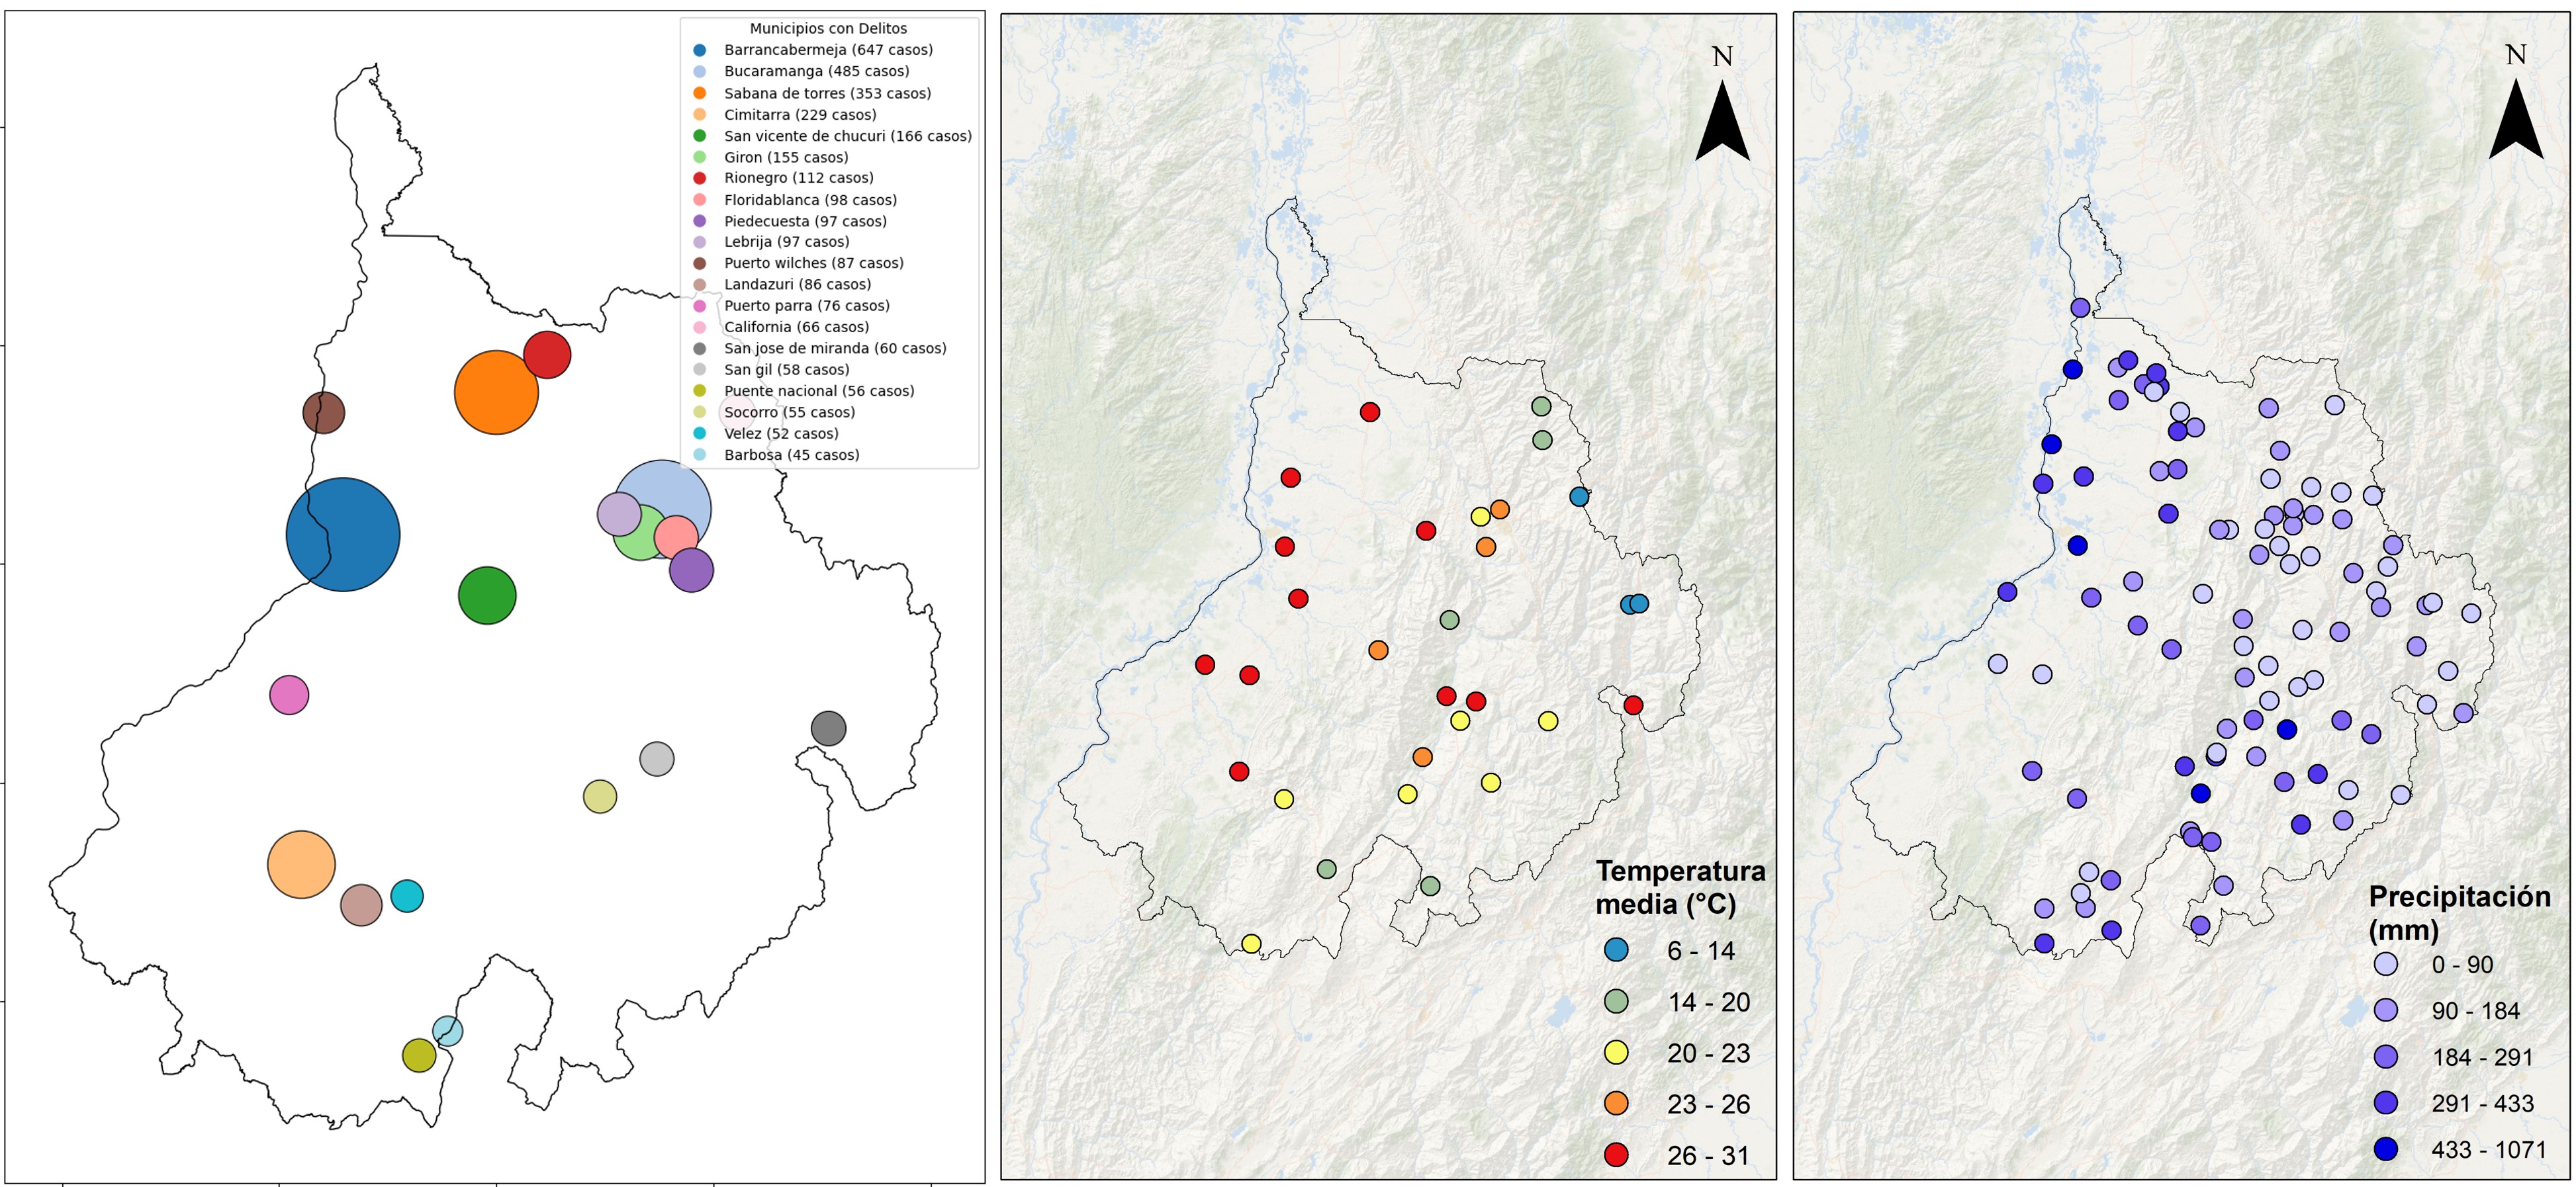 Municipios con Delitos
Barrancabermeja (647 casos)
Bucaramanga (485 casos)
Sabana de torres (353 casos)
Cimitarra (229 casos)
San vicente de chucuri (166 casos)
Giron (155 casos)
Rionegro (112 casos)
Floridablanca (98 casos)
Piedecuesta (97 casos)
Lebrija (97 casos)
Puerto wilches (87 casos)
Landazuri (86 casos)
Puerto parra (76 casos)
California (66 casos)
San jose de miranda (60 casos)
San gil (58 casos)
Puente nacional (56 casos)
Socorro (55 casos)
Velez (52 casos)
Barbosa (45 casos)
N
Temperatura
media (°C)
6 - 14
14 - 20
20 - 23
23 - 26
26 - 31
N
Precipitación
(mm)
0 - 90
90 - 184
184 - 291
291 - 433
433 - 1071